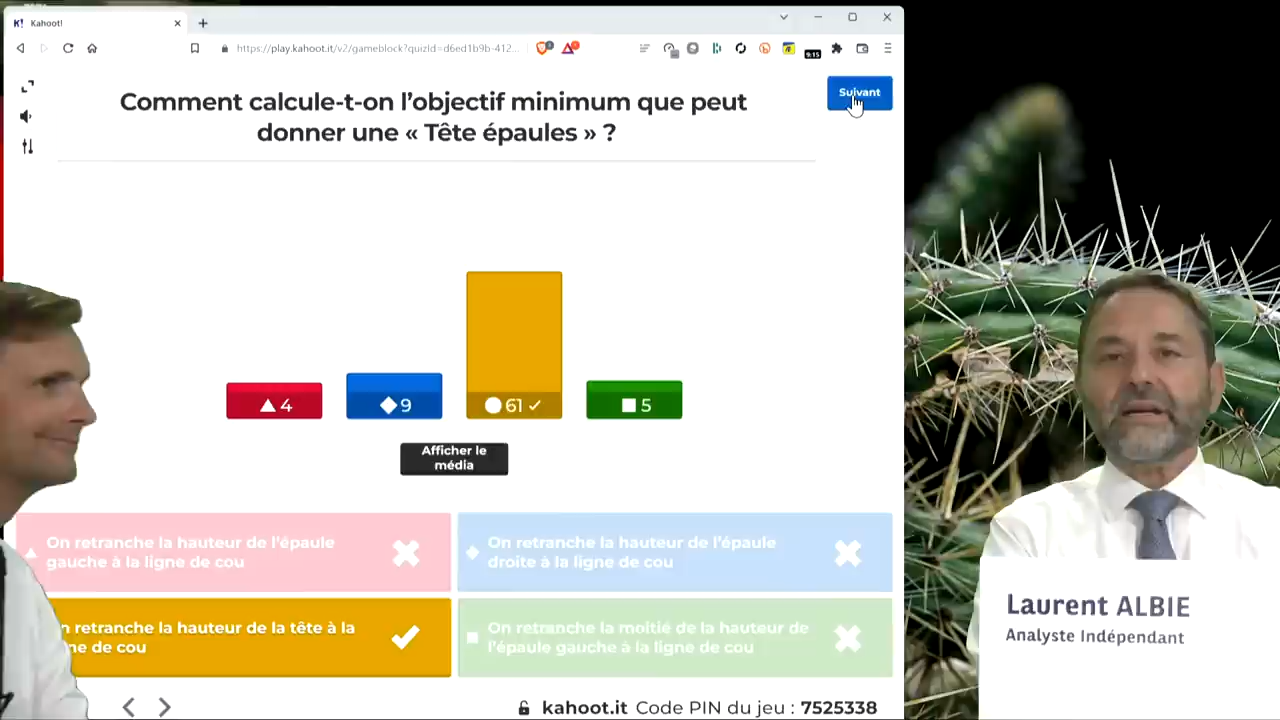 K! Kahoot!
https://play.kahoot.it/v2/gameblock?quizId=d6ed1b9b-412...
9:15
Comment calcule-t-on l'objectif minimum que peut
donner une « Tête épaules » ?
Suivant
4
9
61
5
Afficher le
média
On retranche la hauteur de l'épaule
gauche à la ligne de cou
On retranche la hauteur de l'épaule
droite à la ligne de cou
n retranche la hauteur de la tête à la
ne de cou
On retranche la moitié de la hauteur de
l'épaule gauche à la ligne de cou
kahoot.it Code PIN du jeu : 7525338
Laurent ALBIE
Analyste Indépendant